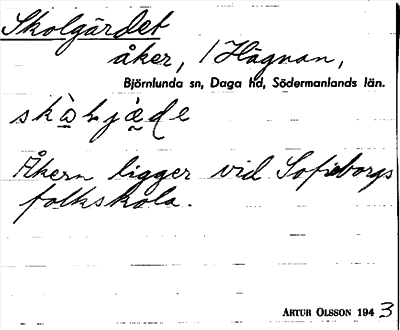 Skolgärdet
åker, / Hagnan,
Björnlunda sn, Daga hd, Södermanlands län.
Åkern ligger vid Sofieborgs
folkskola.
ARTUR OLSSON 1943